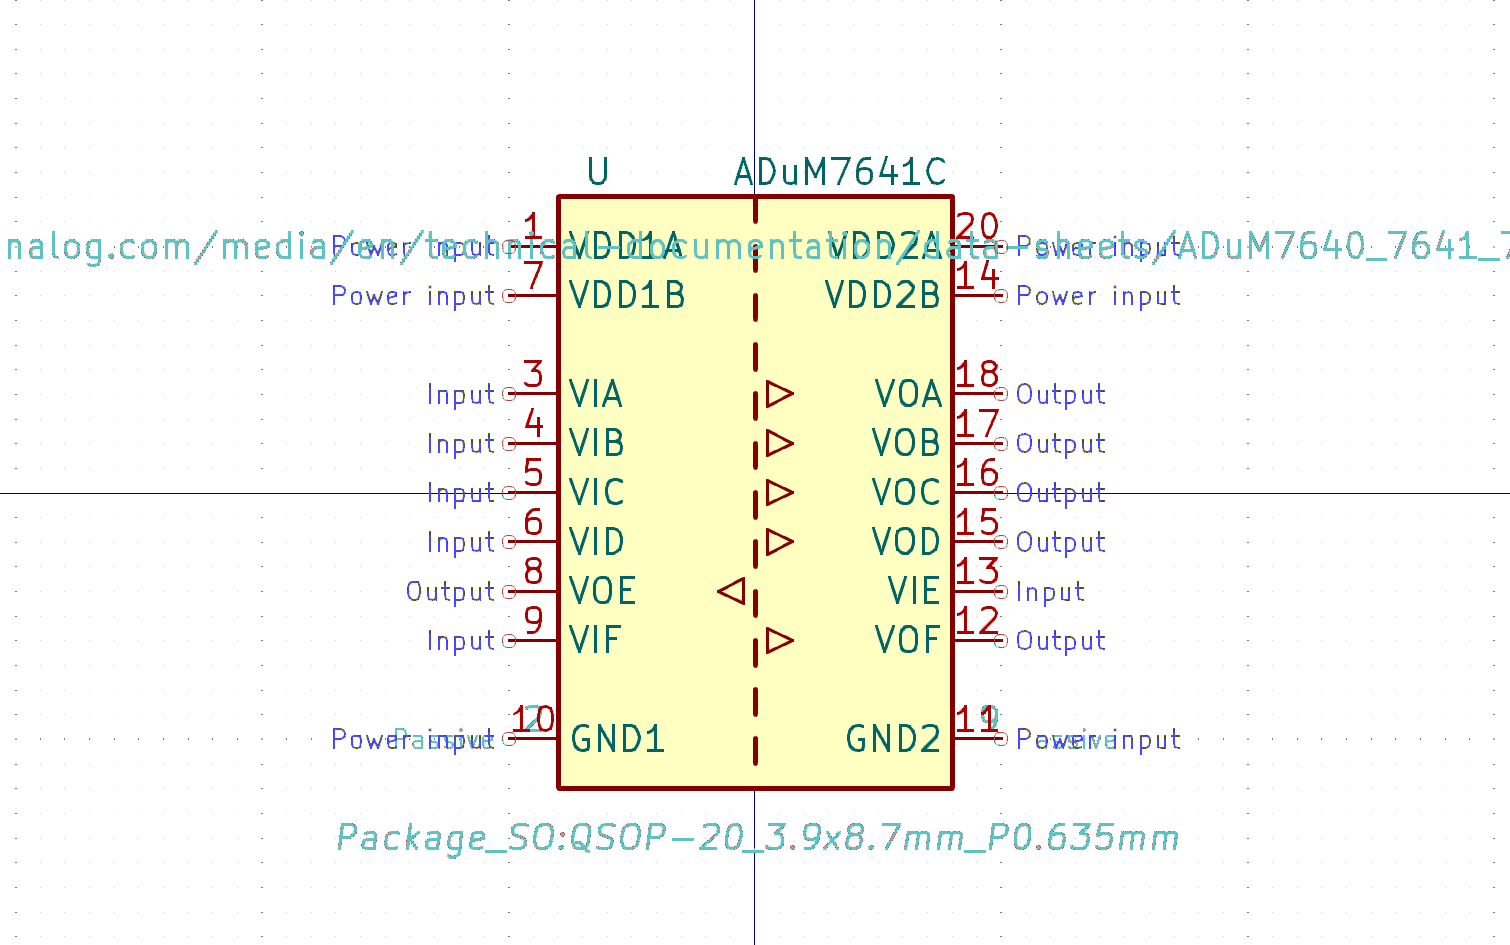 U ADuM7641C
Power input 1 VDD1A VDD2A 20 Power input
nalog.com/media/en/technical-documentation/data-sheets/ADuM7640_7641_7
Power input 7 VDD1B VDD2B 14 Power input
Input 3 VIA VOA 18 Output
Input 4 VIB VOB 17 Output
Input 5 VIC VOC 16 Output
Input 6 VID VOD 15 Output
Output 8 VOE VIE 13 Input
Input 9 VIF VOF 12 Output
Power input Passive 10 2 GND1 GND2 11 Power input Passive
Package_SO:QSOP-20_3.9x8.7mm_P0.635mm